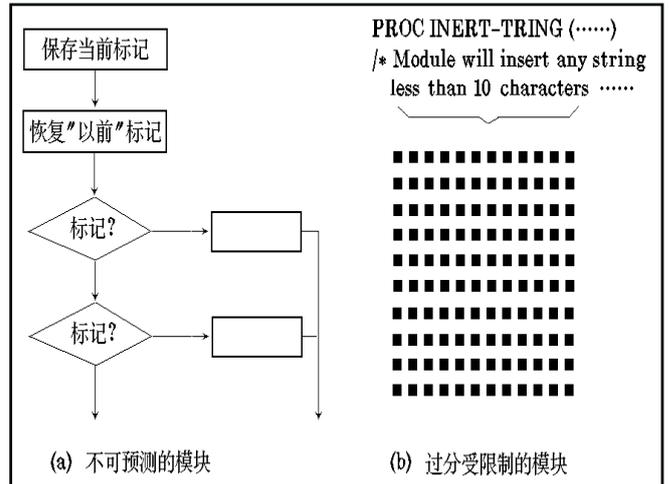 保存当前标记
恢复"以前"标记
标记?
标记?
(a) 不可预测的模块
PROC INERT-TRING (······)
/* Module will insert any string
less than 10 characters ······
(b) 过分受限制的模块